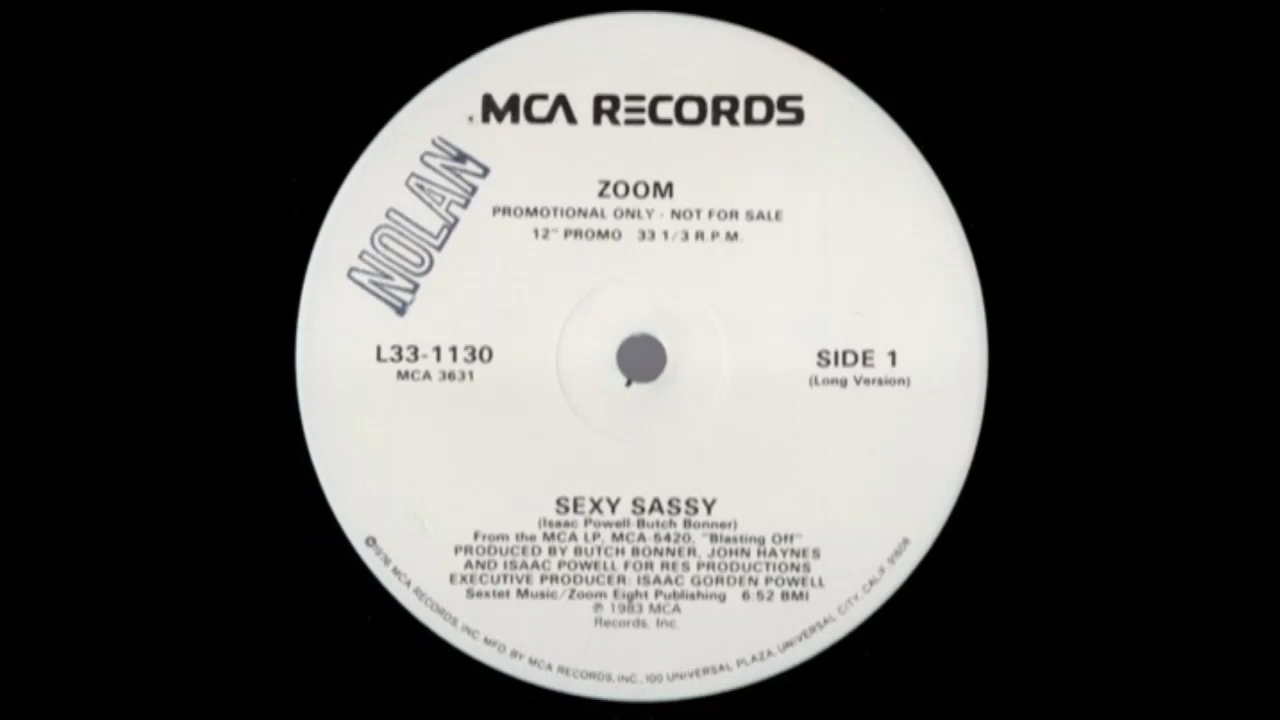 MCA RECORDS
NOLAN
ZOOM
PROMOTIONAL ONLY - NOT FOR SALE
12" PROMO 33 1/3 R.P.M.
L33-1130
MCA 3631
SIDE 1
(Long Version)
SEXY SASSY
(Isaac Powell-Butch Bonner)
From the MCA LP, MCA-5420, "Blasting Off"
PRODUCED BY BUTCH BONNER, JOHN HAYNES
AND ISAAC POWELL FOR RES PRODUCTIONS
EXECUTIVE PRODUCER: ISAAC GORDEN POWELL
Sextet Music/Zoom Eight Publishing 6:52 BMI
℗ 1983 MCA
Records, Inc.
MCA RECORDS, INC. MFD BY MCA RECORDS, INC., 100 UNIVERSAL PLAZA, UNIVERSAL CITY, CALIF. 91608